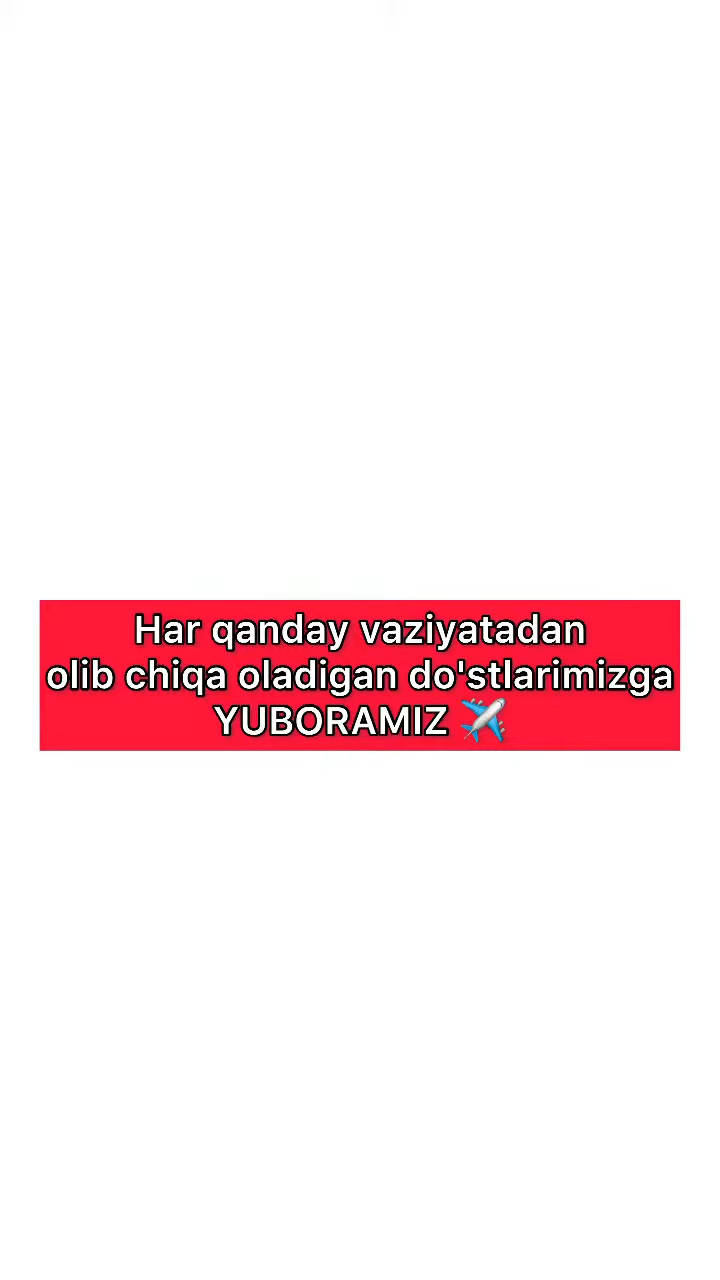 Har qanday vaziyatadan
olib chiqa oladigan do'stlarimizga
YUBORAMIZ ✈️